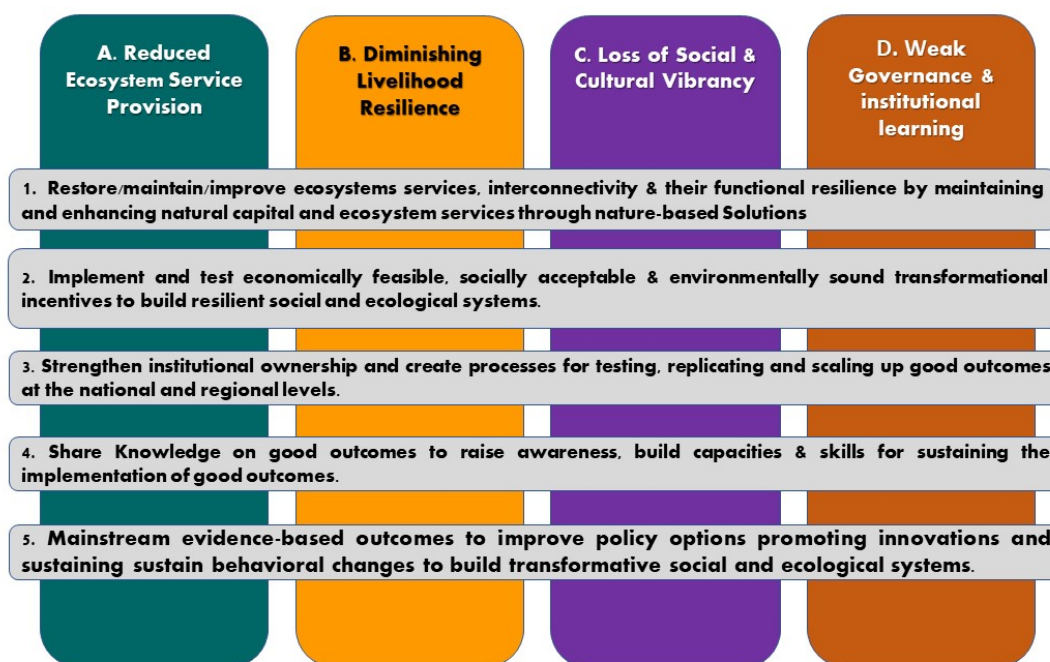 A. Reduced
Ecosystem Service
Provision
B. Diminishing
Livelihood
Resilience
C. Loss of Social &
Cultural Vibrancy
D. Weak
Governance &
institutional
learning
1. Restore/maintain/improve ecosystems services, interconnectivity & their functional resilience by maintaining
and enhancing natural capital and ecosystem services through nature-based Solutions
2. Implement and test economically feasible, socially acceptable & environmentally sound transformational
incentives to build resilient social and ecological systems.
3. Strengthen institutional ownership and create processes for testing, replicating and scaling up good outcomes
at the national and regional levels.
4. Share Knowledge on good outcomes to raise awareness, build capacities & skills for sustaining the
implementation of good outcomes.
5. Mainstream evidence-based outcomes to improve policy options promoting innovations and
sustaining sustain behavioral changes to build transformative social and ecological systems.